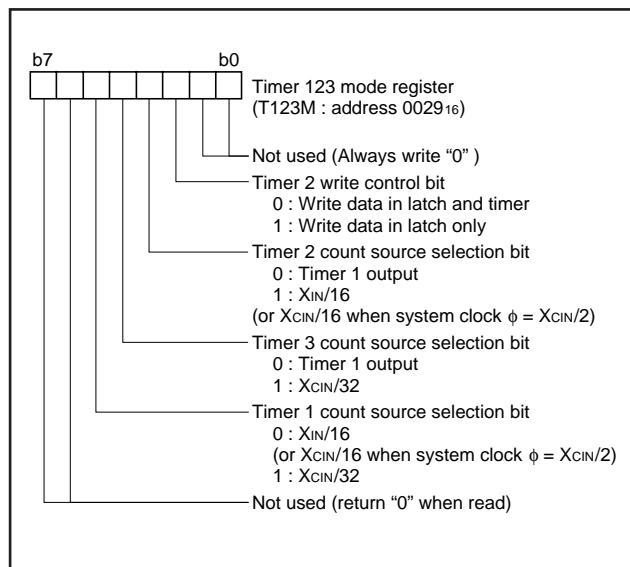 b7 b0
Timer 123 mode register
(T123M : address 002916)
Not used (Always write “0” )
Timer 2 write control bit
0 : Write data in latch and timer
1 : Write data in latch only
Timer 2 count source selection bit
0 : Timer 1 output
1 : XIN/16
(or XCIN/16 when system clock ϕ = XCIN/2)
Timer 3 count source selection bit
0 : Timer 1 output
1 : XCIN/32
Timer 1 count source selection bit
0 : XIN/16
(or XCIN/16 when system clock ϕ = XCIN/2)
1 : XCIN/32
Not used (return “0” when read)